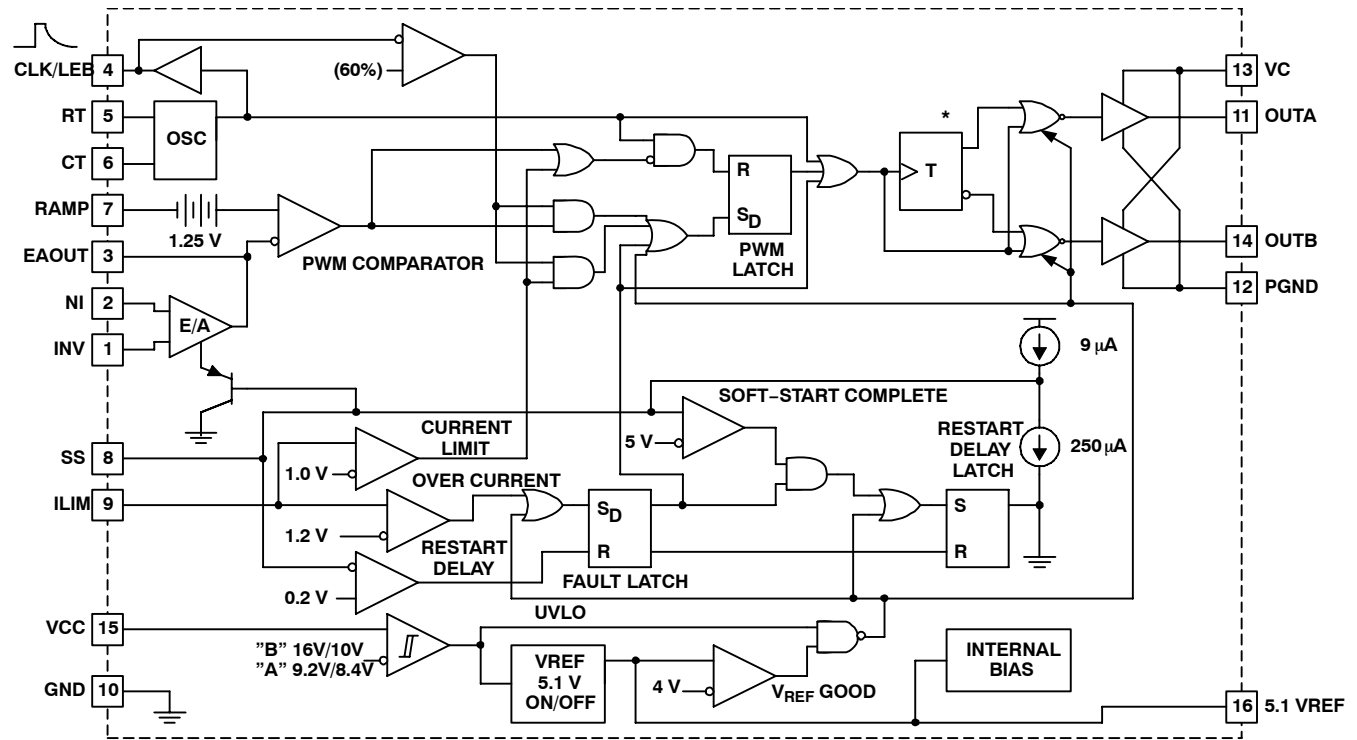 CLK/LEB 4
(60%)
13 VC
RT 5
OSC
*
11 OUTA
CT 6
R
T
RAMP 7
1.25 V
SD
EAOUT 3
PWM COMPARATOR
PWM
LATCH
14 OUTB
NI 2
E/A
12 PGND
INV 1
9 µA
SOFT−START COMPLETE
CURRENT
LIMIT
5 V
RESTART
DELAY
LATCH
250 µA
SS 8
1.0 V
OVER CURRENT
ILIM 9
SD
S
1.2 V
RESTART
DELAY
R
R
FAULT LATCH
0.2 V
UVLO
VCC 15
”B” 16V/10V
”A” 9.2V/8.4V
VREF
5.1 V
ON/OFF
INTERNAL
BIAS
GND 10
4 V
VREF GOOD
16 5.1 VREF